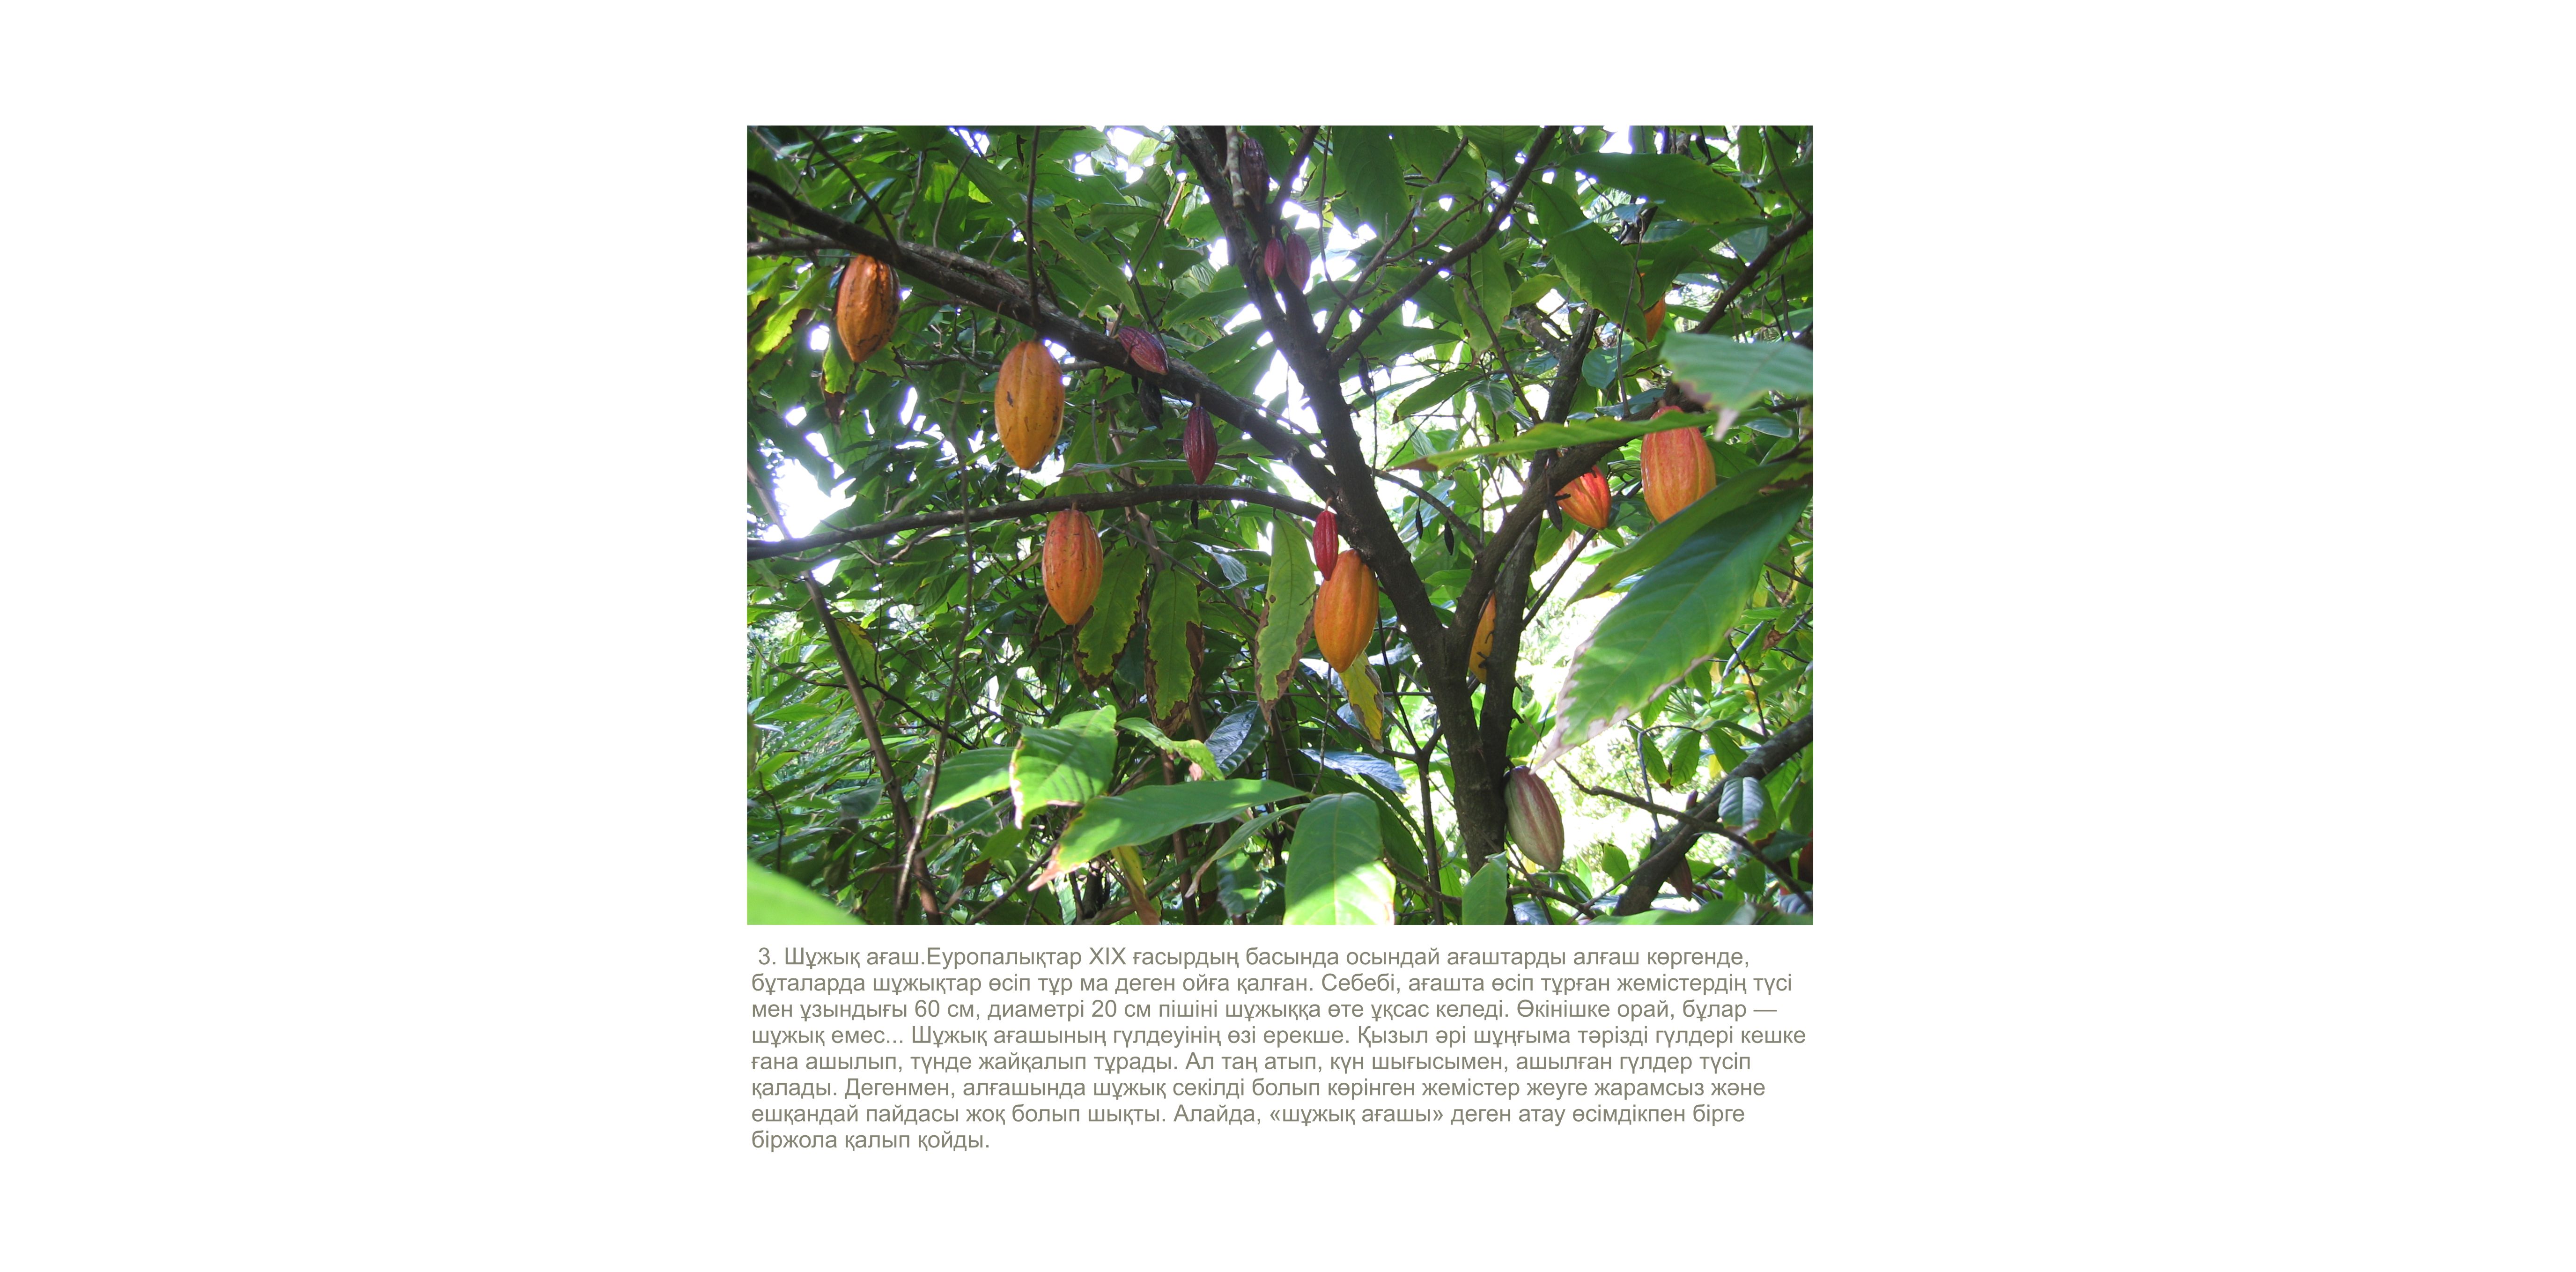 3. Шұжық ағаш.Еуропалықтар XIX ғасырдың басында осындай ағаштарды алғаш көргенде,
бұталарда шұжықтар өсіп тұр ма деген ойға қалған. Себебі, ағашта өсіп тұрған жемістердің түсі
мен ұзындығы 60 см, диаметрі 20 см пішіні шұжыққа өте ұқсас келеді. Өкінішке орай, бұлар —
шұжық емес... Шұжық ағашының гүлдеуінің өзі ерекше. Қызыл әрі шұңғыма тәрізді гүлдері кешке
ғана ашылып, түнде жайқалып тұрады. Ал таң атып, күн шығысымен, ашылған гүлдер түсіп
қалады. Дегенмен, алғашында шұжық секілді болып көрінген жемістер жеуге жарамсыз және
ешқандай пайдасы жоқ болып шықты. Алайда, «шұжық ағашы» деген атау өсімдікпен бірге
біржола қалып қойды.